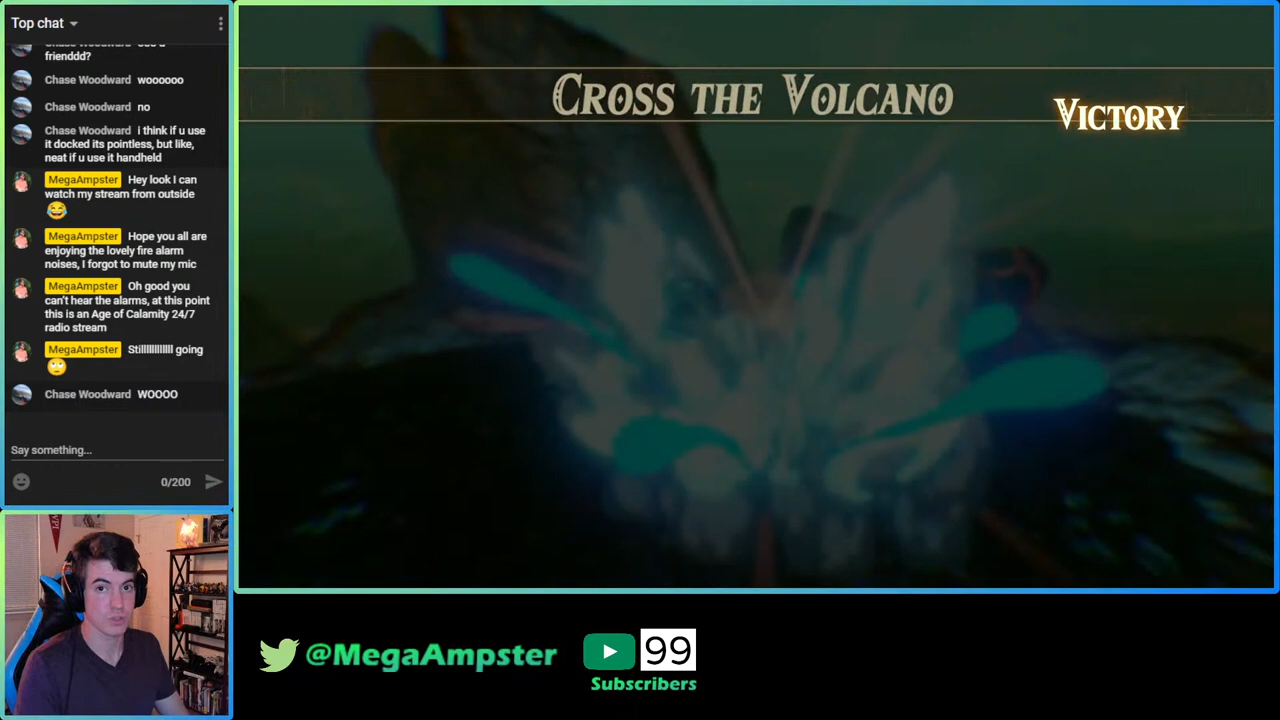 Top chat
frienddd?
Chase Woodward woooooo
Chase Woodward no
Chase Woodward i think if u use
it docked its pointless, but like,
neat if u use it handheld
MegaAmpster Hey look I can
watch my stream from outside
😂
MegaAmpster Hope you all are
enjoying the lovely fire alarm
noises, I forgot to mute my mic
MegaAmpster Oh good you
can't hear the alarms, at this point
this is an Age of Calamity 24/7
radio stream
MegaAmpster Stillllllllllll going
🙄
Chase Woodward WOOOO
Say something...
0/200
Cross the Volcano
Victory
@MegaAmpster
99
Subscribers